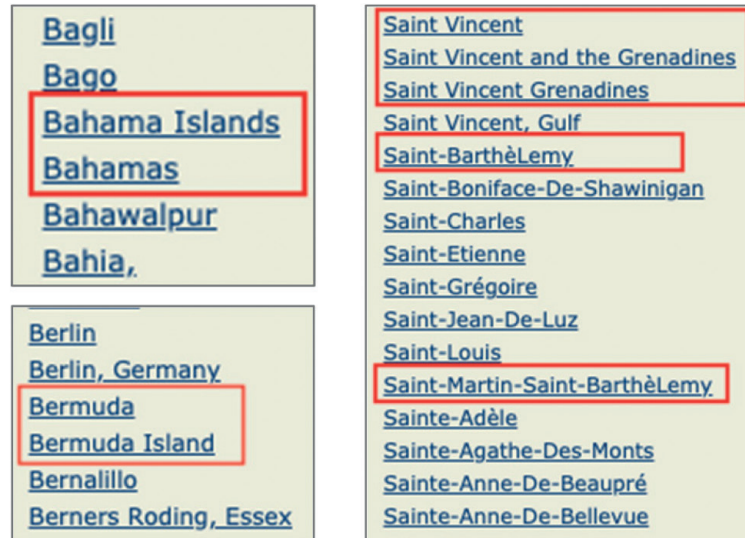 Bagli
Bago
Bahama Islands
Bahamas
Bahawalpur
Bahia,
Berlin
Berlin, Germany
Bermuda
Bermuda Island
Bernalillo
Berners Roding, Essex
Saint Vincent
Saint Vincent and the Grenadines
Saint Vincent Grenadines
Saint Vincent, Gulf
Saint-BarthèLemy
Saint-Boniface-De-Shawinigan
Saint-Charles
Saint-Etienne
Saint-Grégoire
Saint-Jean-De-Luz
Saint-Louis
Saint-Martin-Saint-BarthèLemy
Sainte-Adèle
Sainte-Agathe-Des-Monts
Sainte-Anne-De-Beaupré
Sainte-Anne-De-Bellevue